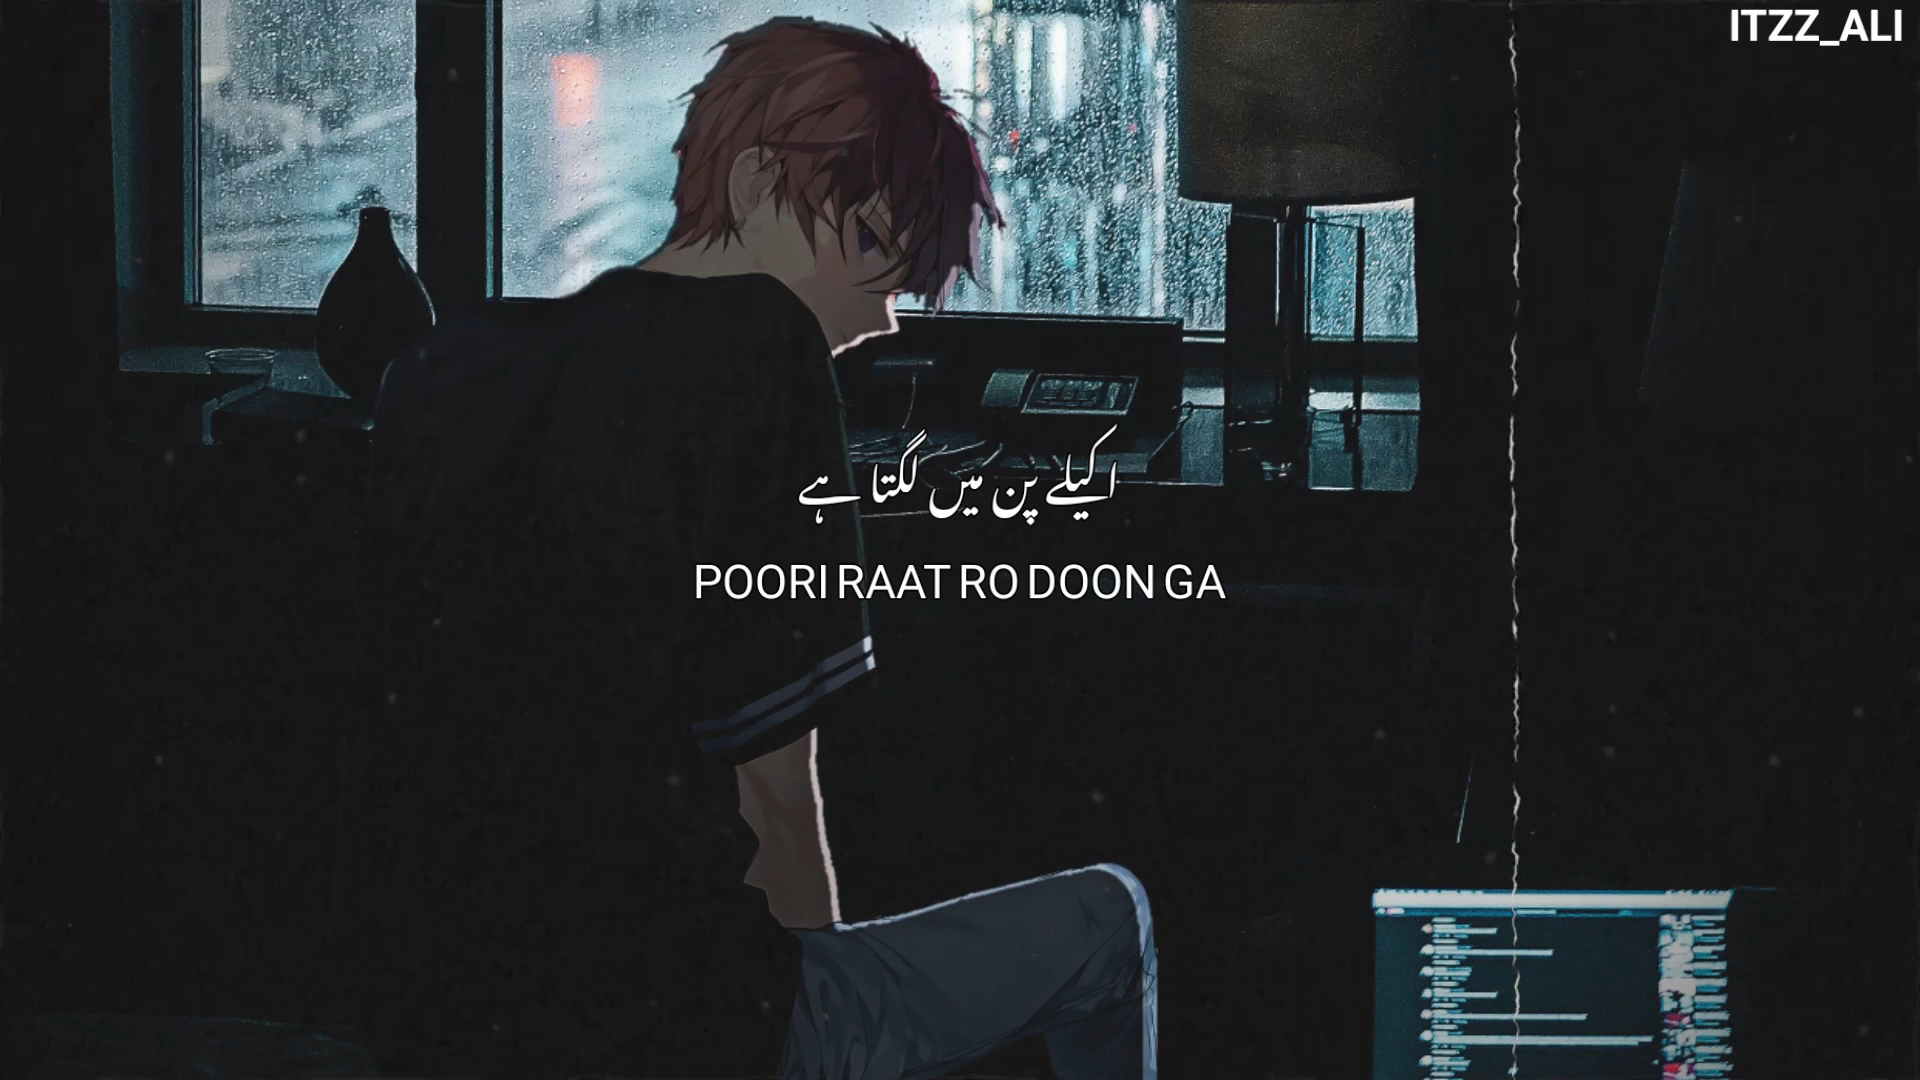 ITZZ_ALI
اکیلے پن میں لگتا ہے
POORI RAAT RO DOON GA